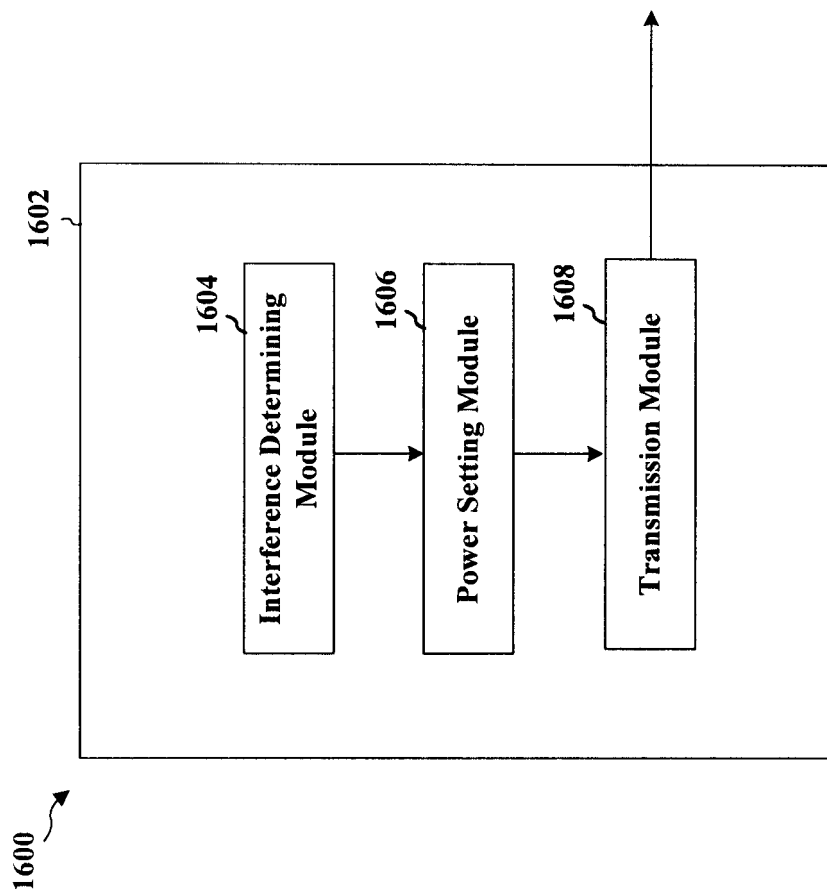 1600
1602
1604
Interference Determining
Module
1606
Power Setting Module
1608
Transmission Module